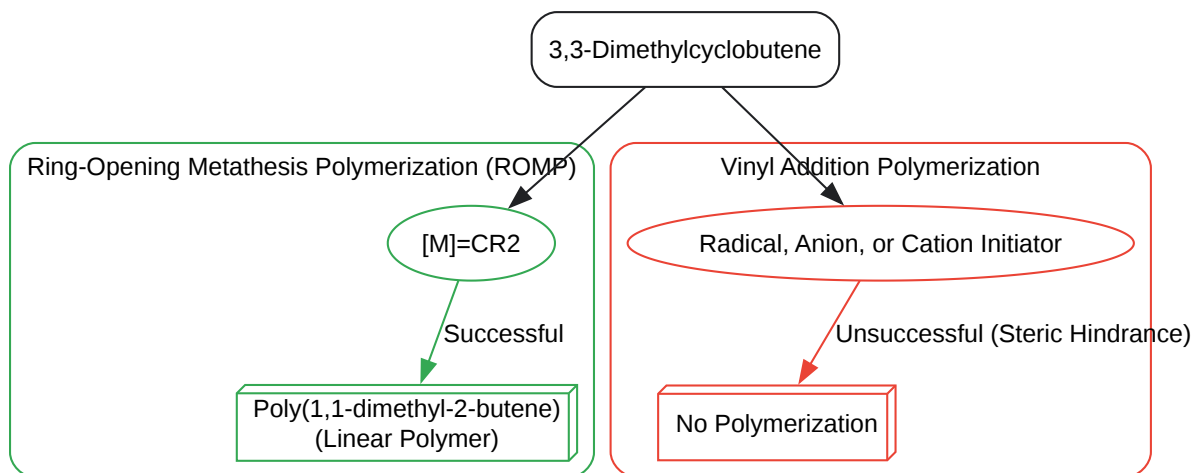 3,3-Dimethylcyclobutene
Ring-Opening Metathesis Polymerization (ROMP)
[M]=CR2
Successful
Poly(1,1-dimethyl-2-butene)
(Linear Polymer)
Vinyl Addition Polymerization
Radical, Anion, or Cation Initiator
Unsuccessful (Steric Hindrance)
No Polymerization